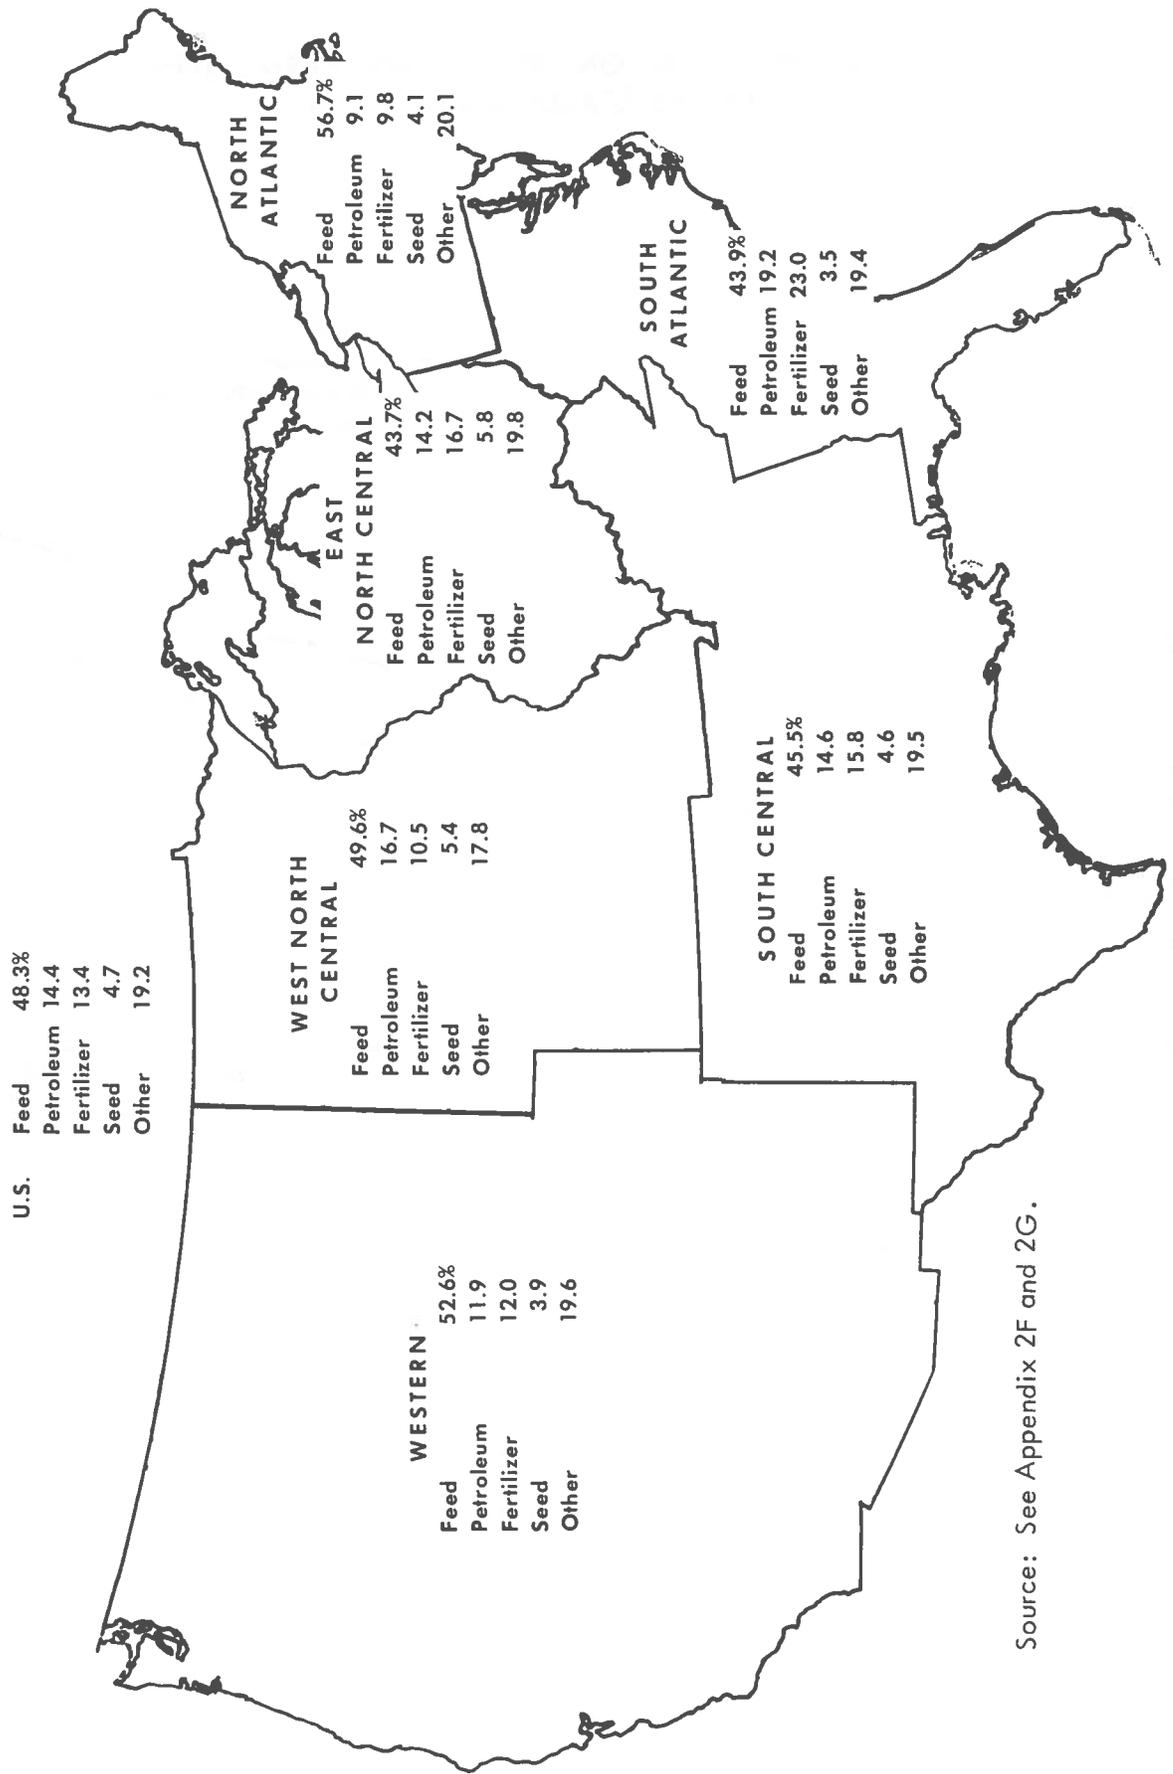 U.S. Feed 48.3%
Petroleum 14.4
Fertilizer 13.4
Seed 4.7
Other 19.2
WESTERN
Feed 52.6%
Petroleum 11.9
Fertilizer 12.0
Seed 3.9
Other 19.6
WEST NORTH
CENTRAL
Feed 49.6%
Petroleum 16.7
Fertilizer 10.5
Seed 5.4
Other 17.8
EAST
NORTH CENTRAL
Feed 43.7%
Petroleum 14.2
Fertilizer 16.7
Seed 5.8
Other 19.8
NORTH
ATLANTIC
Feed 56.7%
Petroleum 9.1
Fertilizer 9.8
Seed 4.1
Other 20.1
SOUTH CENTRAL
Feed 45.5%
Petroleum 14.6
Fertilizer 15.8
Seed 4.6
Other 19.5
SOUTH
ATLANTIC
Feed 43.9%
Petroleum 19.2
Fertilizer 23.0
Seed 3.5
Other 19.4
Source: See Appendix 2F and 2G.